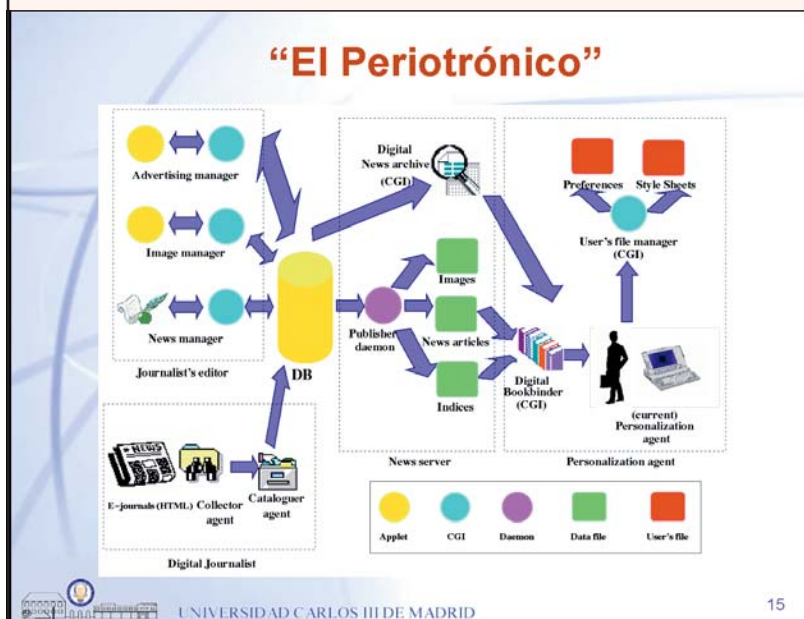 “El Periotrónico”
Advertising manager
Image manager
News manager
Journalist's editor
DB
E-journals (HTML)
Collector
agent
Cataloguer
agent
Digital Journalist
Digital
News archive
(CGI)
Publisher
daemon
Images
News articles
Indices
News server
Digital
Bookbinder
(CGI)
Preferences
Style Sheets
User's file manager
(CGI)
(current)
Personalization
agent
Personalization agent
NEWS
Applet
CGI
Daemon
Data file
User's file
UNIVERSIDAD CARLOS III DE MADRID
15